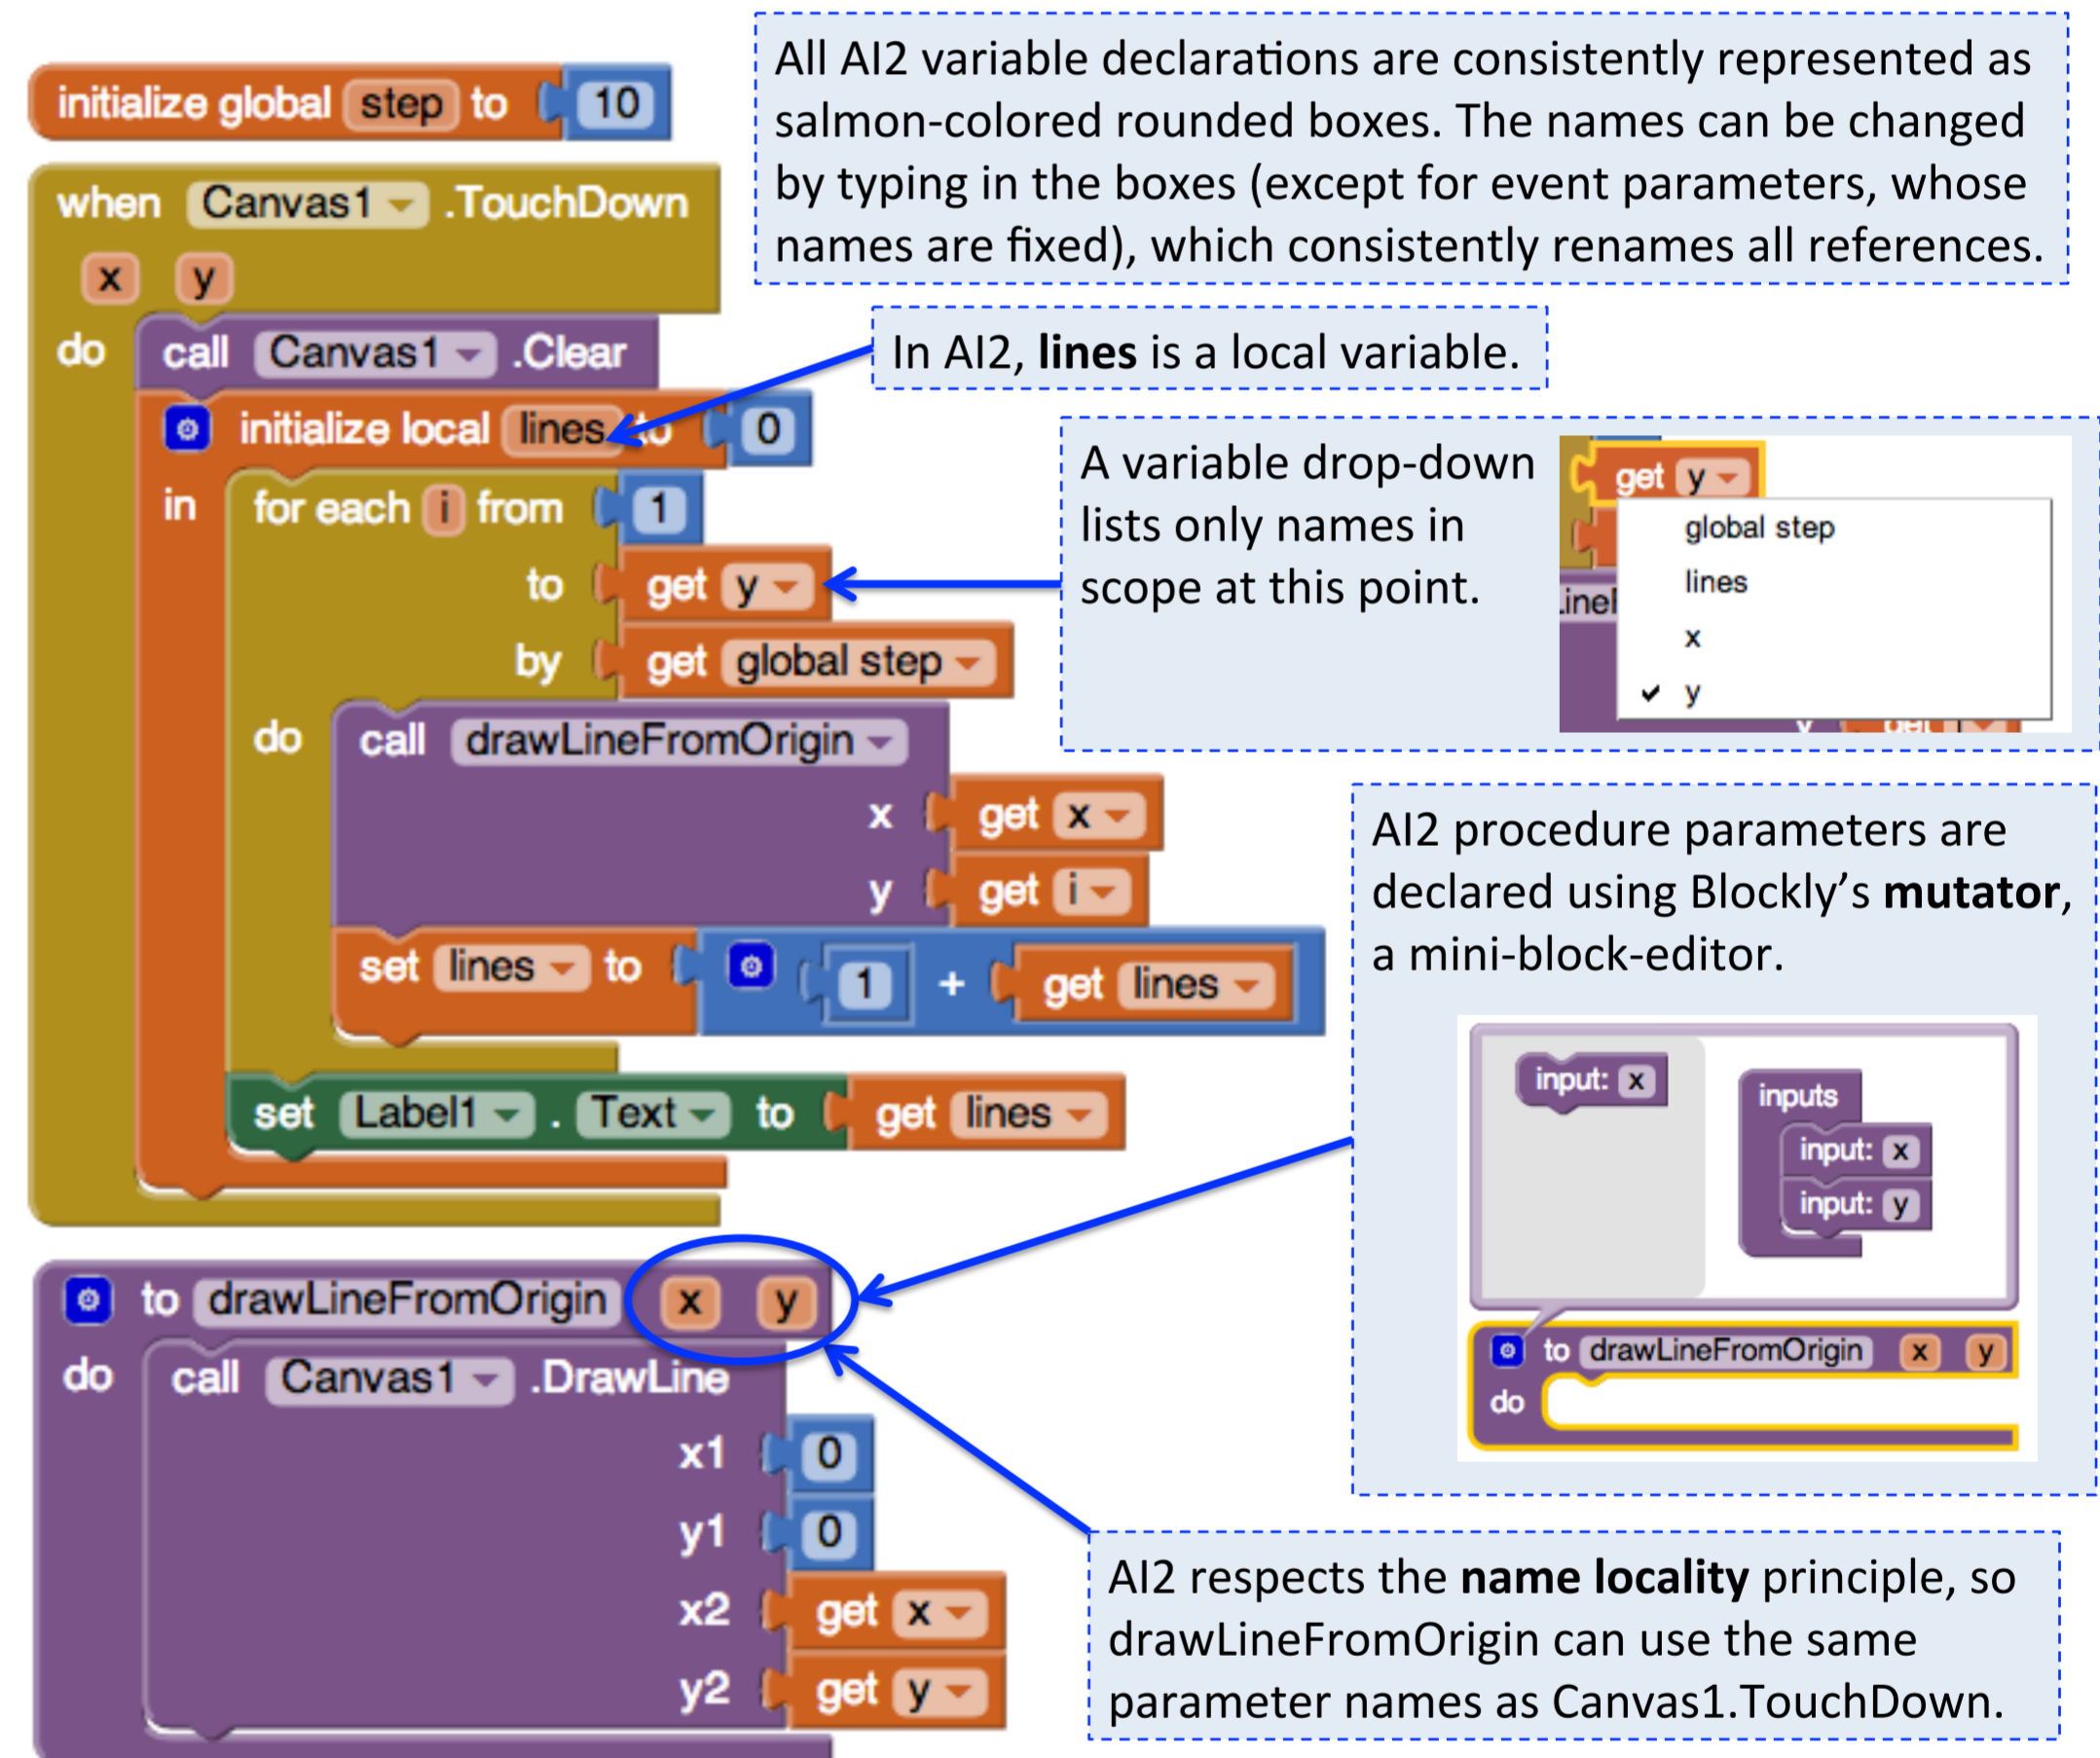 initialize global step to 10
when Canvas1 .TouchDown
x y
do call Canvas1 .Clear
initialize local lines to 0
in for each i from 1
to get y
by get global step
do call drawLineFromOrigin
x get x
y get i
set lines to 1 + get lines
set Label1 . Text to get lines
to drawLineFromOrigin x y
do call Canvas1 .DrawLine
x1 0
y1 0
x2 get x
y2 get y
All AI2 variable declarations are consistently represented as
salmon-colored rounded boxes. The names can be changed
by typing in the boxes (except for event parameters, whose
names are fixed), which consistently renames all references.
In AI2, lines is a local variable.
A variable drop-down
lists only names in
scope at this point.
get y
global step
lines
x
y
AI2 procedure parameters are
declared using Blockly’s mutator,
a mini-block-editor.
input: x
inputs
input: x
input: y
to drawLineFromOrigin x y
do
AI2 respects the name locality principle, so
drawLineFromOrigin can use the same
parameter names as Canvas1.TouchDown.